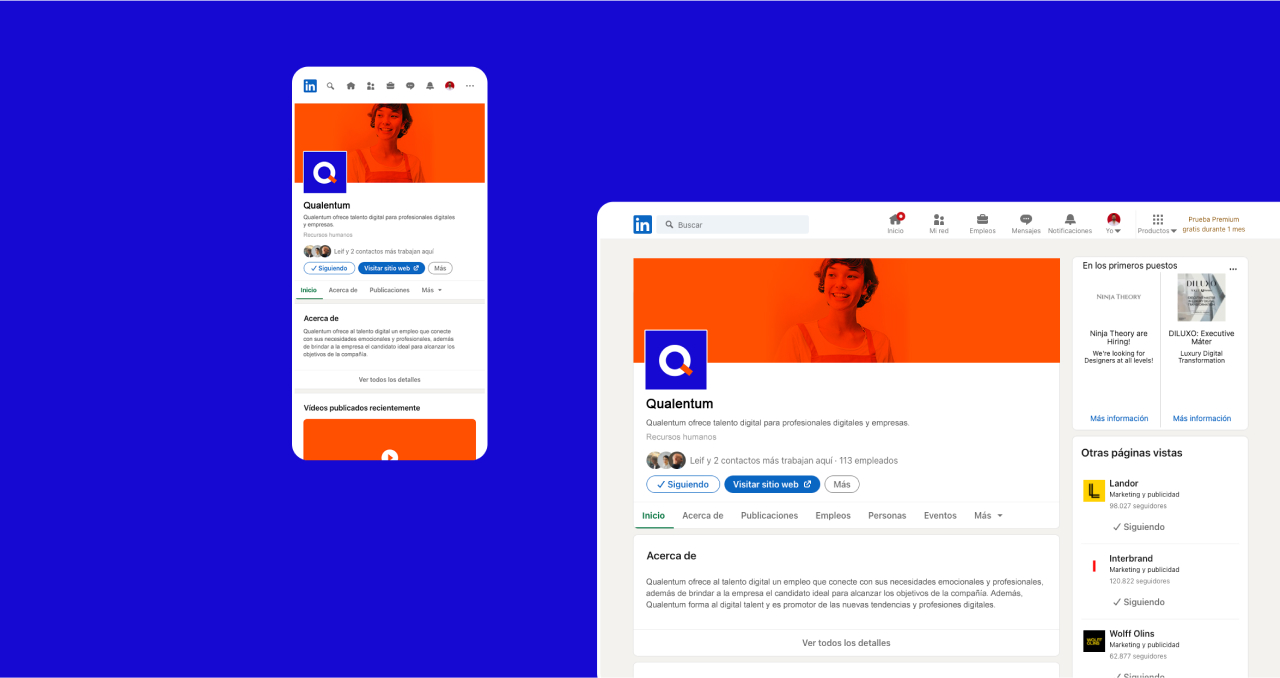 in
Qualentum
Qualentum ofrece talento digital para profesionales digitales
y empresas.
Recursos humanos
Leif y 2 contactos más trabajan aquí
Siguiendo
Visitar sitio web
Más
Inicio
Acerca de
Publicaciones
Más
Acerca de
Qualentum ofrece al talento digital un empleo que conecte
con sus necesidades emocionales y profesionales, además
de brindar a la empresa el candidato ideal para alcanzar los
objetivos de la compañía.
Ver todos los detalles
Vídeos publicados recientemente
in
Buscar
Inicio
Mi red
Empleos
Mensajes
Notificaciones
Yo
Productos
Prueba Premium
gratis durante 1 mes
Qualentum
Qualentum ofrece talento digital para profesionales digitales y empresas.
Recursos humanos
Leif y 2 contactos más trabajan aquí · 113 empleados
Siguiendo
Visitar sitio web
Más
Inicio
Acerca de
Publicaciones
Empleos
Personas
Eventos
Más
Acerca de
Qualentum ofrece al talento digital un empleo que conecte con sus necesidades emocionales y profesionales,
además de brindar a la empresa el candidato ideal para alcanzar los objetivos de la compañía. Además,
Qualentum forma al digital talent y es promotor de las nuevas tendencias y profesiones digitales.
Ver todos los detalles
En los primeros puestos
NINJA THEORY
Ninja Theory are
Hiring!
We're looking for
Designers at all levels!
Más información
DILUXO
DILUXO: Executive
Máter
Luxury Digital
Transformation
Más información
Otras páginas vistas
Landor
Marketing y publicidad
98.027 seguidores
Siguiendo
Interbrand
Marketing y publicidad
120.822 seguidores
Siguiendo
WOLFF
OLINS
Wolff Olins
Marketing y publicidad
62.877 seguidores
Siguiendo